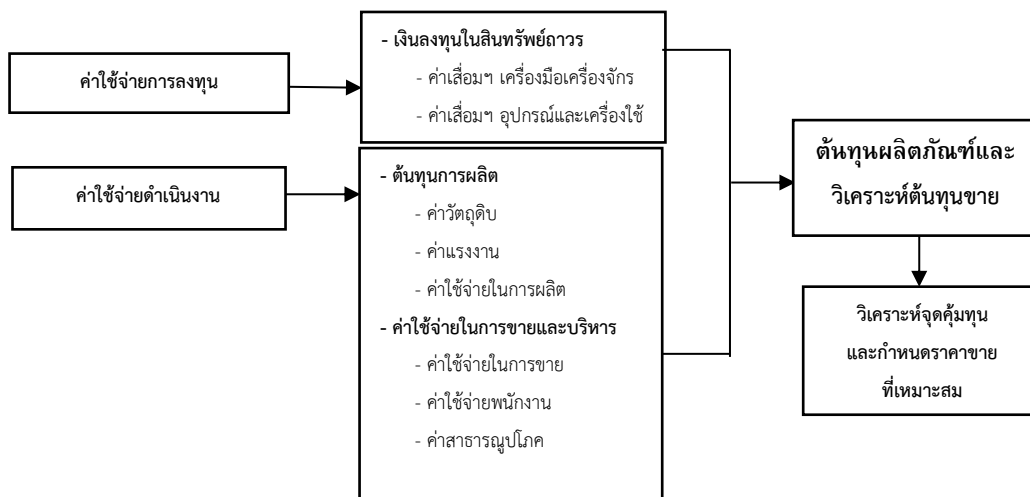 ค่าใช้จ่ายการลงทุน
- เงินลงทุนในสินทรัพย์ถาวร
- ค่าเสื่อมฯ เครื่องมือเครื่องจักร
- ค่าเสื่อมฯ อุปกรณ์และเครื่องใช้
ค่าใช้จ่ายดำเนินงาน
- ต้นทุนการผลิต
- ค่าวัตถุดิบ
- ค่าแรงงาน
- ค่าใช้จ่ายในการผลิต
- ค่าใช้จ่ายในการขายและบริหาร
- ค่าใช้จ่ายในการขาย
- ค่าใช้จ่ายพนักงาน
- ค่าสาธารณูปโภค
ต้นทุนผลิตภัณฑ์และ
วิเคราะห์ต้นทุนขาย
วิเคราะห์จุดคุ้มทุน
และกำหนดราคาขาย
ที่เหมาะสม